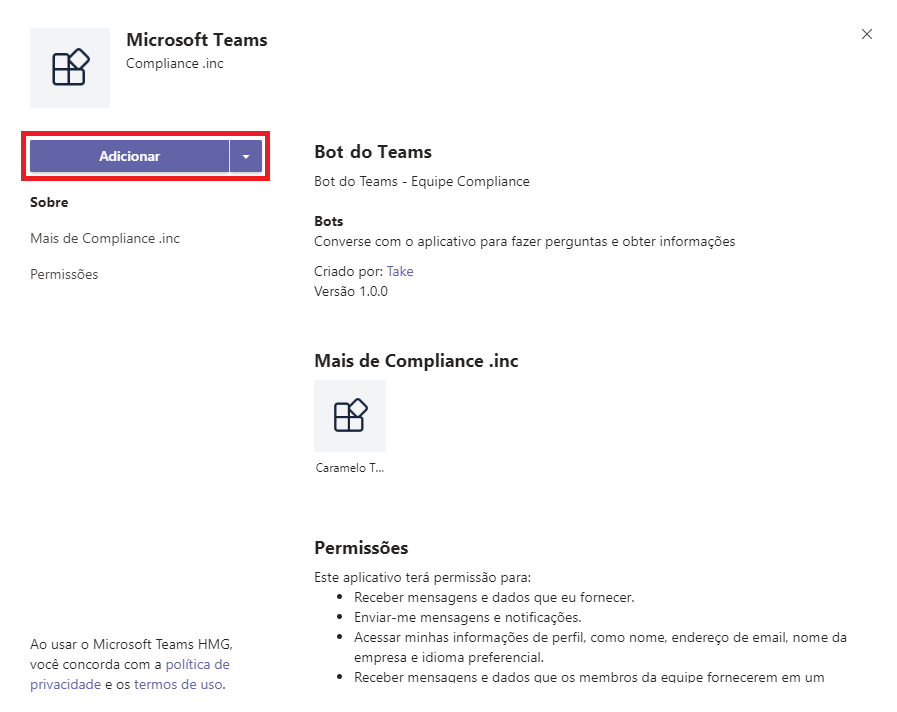 Microsoft Teams
Compliance .inc
Adicionar
Sobre
Mais de Compliance .inc
Permissões
Ao usar o Microsoft Teams HMG,
você concorda com a política de
privacidade e os termos de uso.
Bot do Teams
Bot do Teams - Equipe Compliance
Bots
Converse com o aplicativo para fazer perguntas e obter informações
Criado por: Take
Versão 1.0.0
Mais de Compliance .inc
Caramelo T...
Permissões
Este aplicativo terá permissão para:
Receber mensagens e dados que eu fornecer.
Enviar-me mensagens e notificações.
Acessar minhas informações de perfil, como nome, endereço de email, nome da
empresa e idioma preferencial.
Receber mensagens e dados que os membros da equipe fornecerem em um